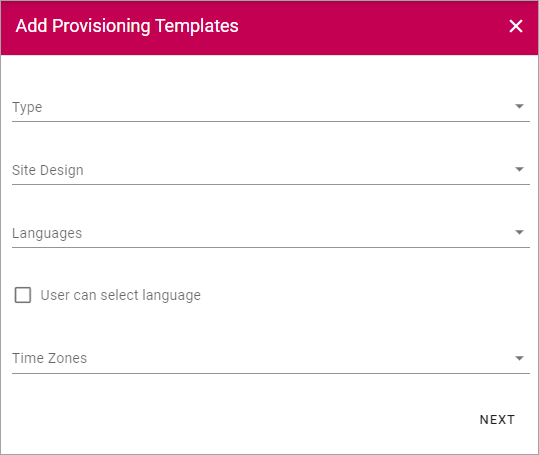 Add Provisioning Templates
Type
Site Design
Languages
User can select language
Time Zones
NEXT